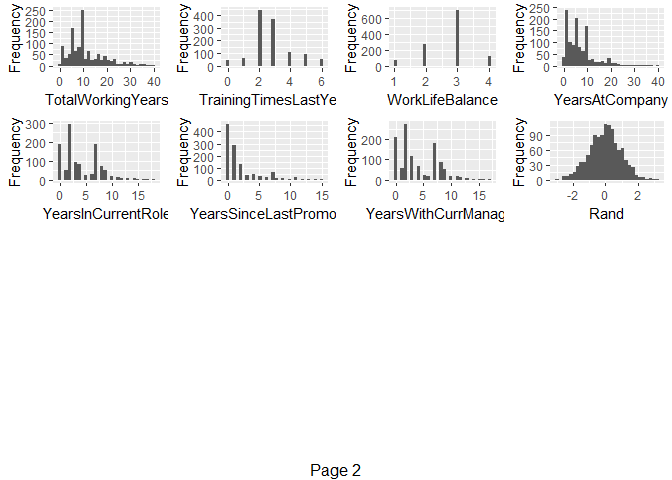 Frequency
250
200
150
100
50
0
0 10 20 30 40
TotalWorkingYears
Frequency
400
300
200
100
0
0 2 4 6
TrainingTimesLastYe
Frequency
600
400
200
0
1 2 3 4
WorkLifeBalance
Frequency
250
200
150
100
50
0
0 10 20 30 40
YearsAtCompany
Frequency
300
200
100
0
0 5 10 15
YearsInCurrentRole
Frequency
400
300
200
100
0
0 5 10 15
YearsSinceLastPromo
Frequency
200
100
0
0 5 10 15
YearsWithCurrManag
Frequency
90
60
30
0
-2 0 2
Rand
Page 2